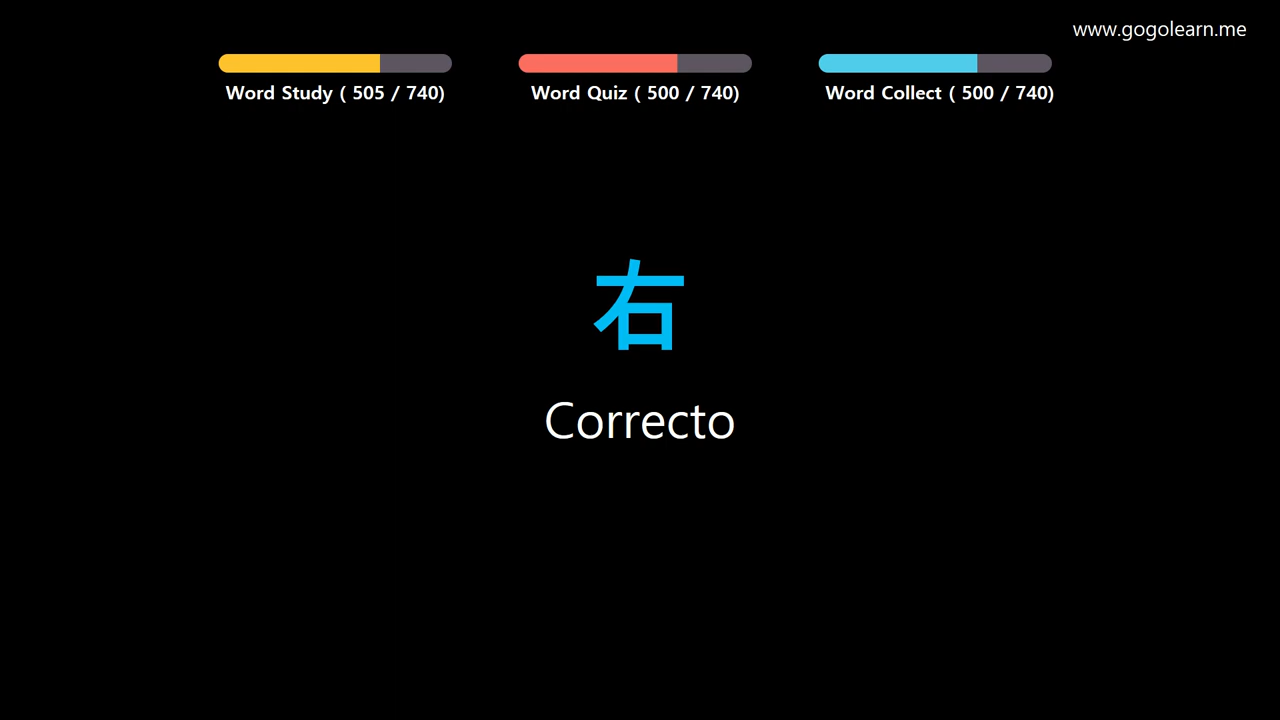 www.gogolearn.me
Word Study ( 505 / 740)
Word Quiz ( 500 / 740)
Word Collect ( 500 / 740)
右
Correcto